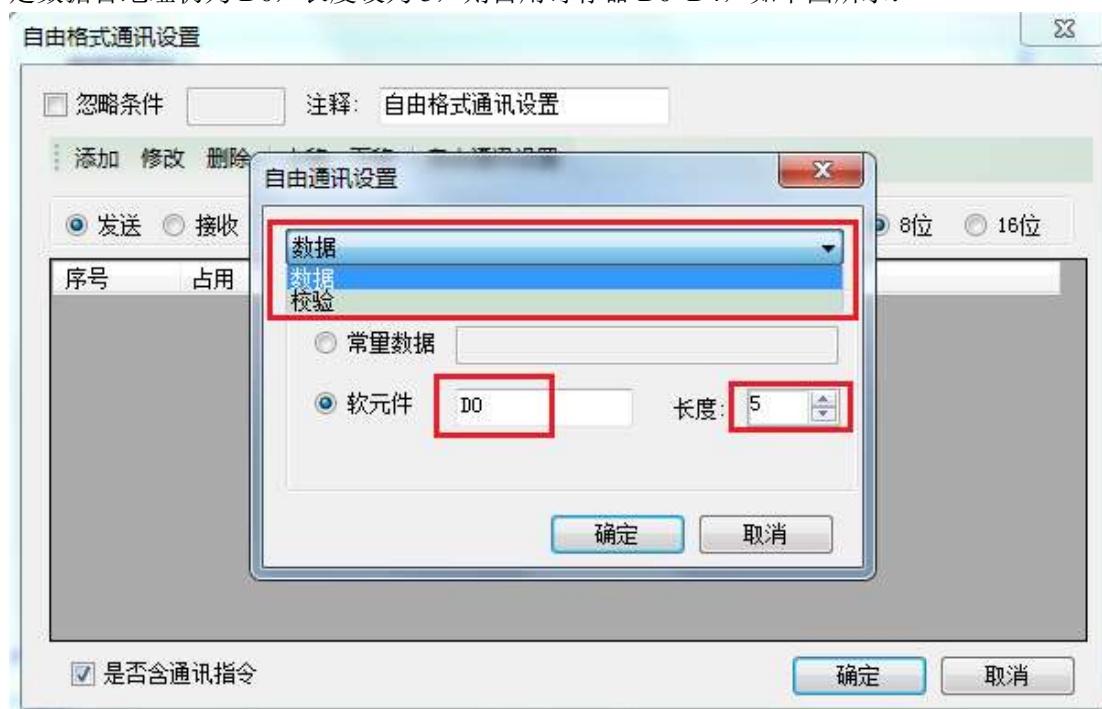 自由格式通讯设置
忽略条件 注释: 自由格式通讯设置
添加 修改 删除
自由通讯设置
发送 接收 8位 16位
数据
序号 占用
数据
校验
常量数据
软元件 D0 长度: 5
确定 取消
是否含通讯指令 确定 取消